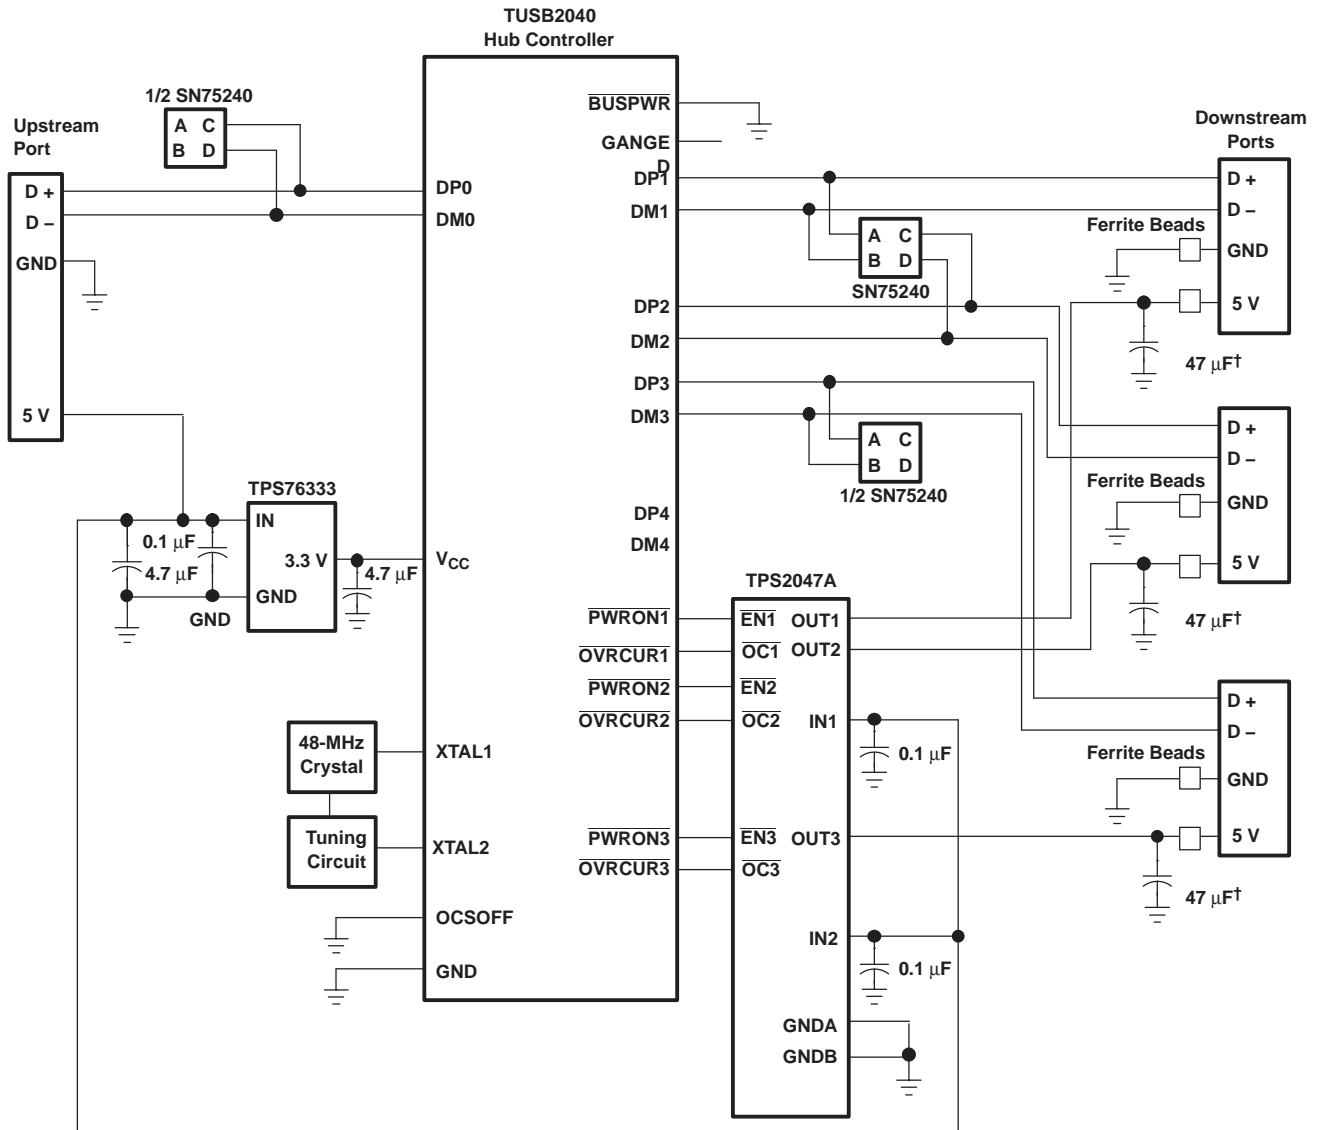 TUSB2040
Hub Controller
1/2 SN75240
A C
B D
Upstream
Port
D +
D −
GND
5 V
DP0
DM0
BUSPWR
GANGE
D
DP1
DM1
DP2
DM2
DP3
DM3
DP4
DM4
A C
B D
SN75240
A C
B D
1/2 SN75240
Downstream
Ports
D +
D −
Ferrite Beads
GND
5 V
47 μF†
D +
D −
Ferrite Beads
GND
5 V
47 μF†
D +
D −
Ferrite Beads
GND
5 V
47 μF†
TPS76333
IN
3.3 V
GND
0.1 μF
4.7 μF
GND
4.7 μF
VCC
48-MHz
Crystal
XTAL1
Tuning
Circuit
XTAL2
OCSOFF
GND
PWRON1
OVRCUR1
PWRON2
OVRCUR2
PWRON3
OVRCUR3
TPS2047A
EN1 OUT1
OC1 OUT2
EN2
OC2 IN1
0.1 μF
EN3 OUT3
OC3
IN2
0.1 μF
GNDA
GNDB